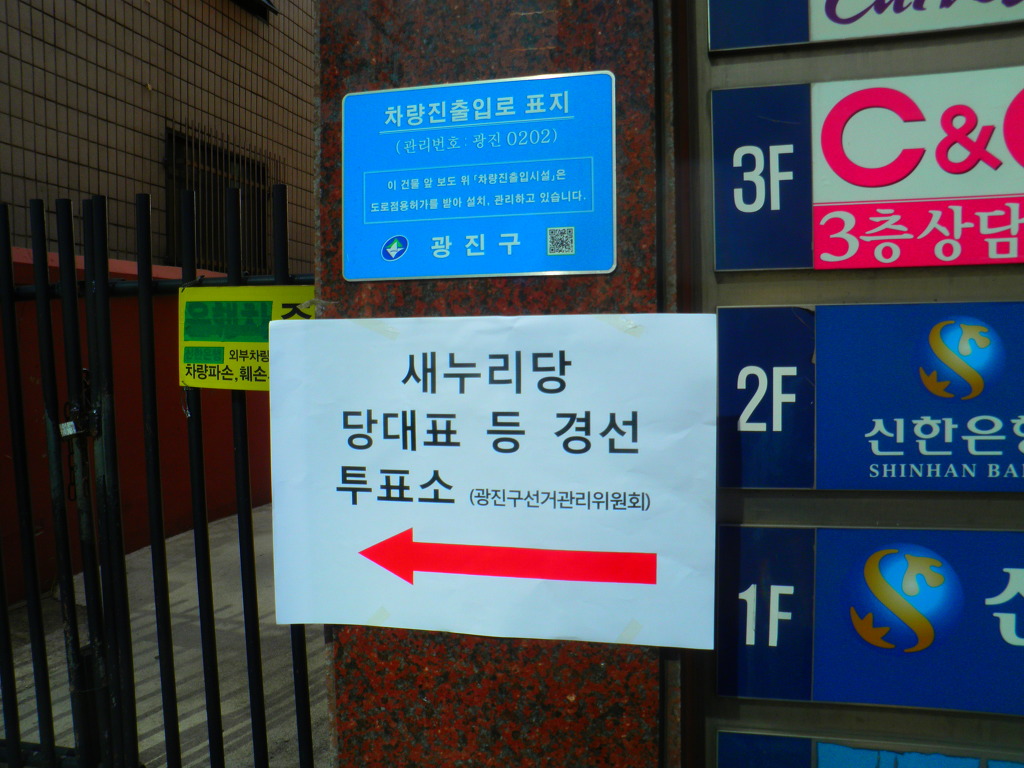 차량진출입로 표지
(관리번호 : 광진 0202)
이 건물 앞 보도 위 「차량진출입시설」은
도로점용허가를 받아 설치, 관리하고 있습니다.
광진구
외부차량
차량파손, 훼손
새누리당
당대표 등 경선
투표소 (광진구선거관리위원회)
3F
C&
3층상담
2F
신한은행
SHINHAN BA
1F
신